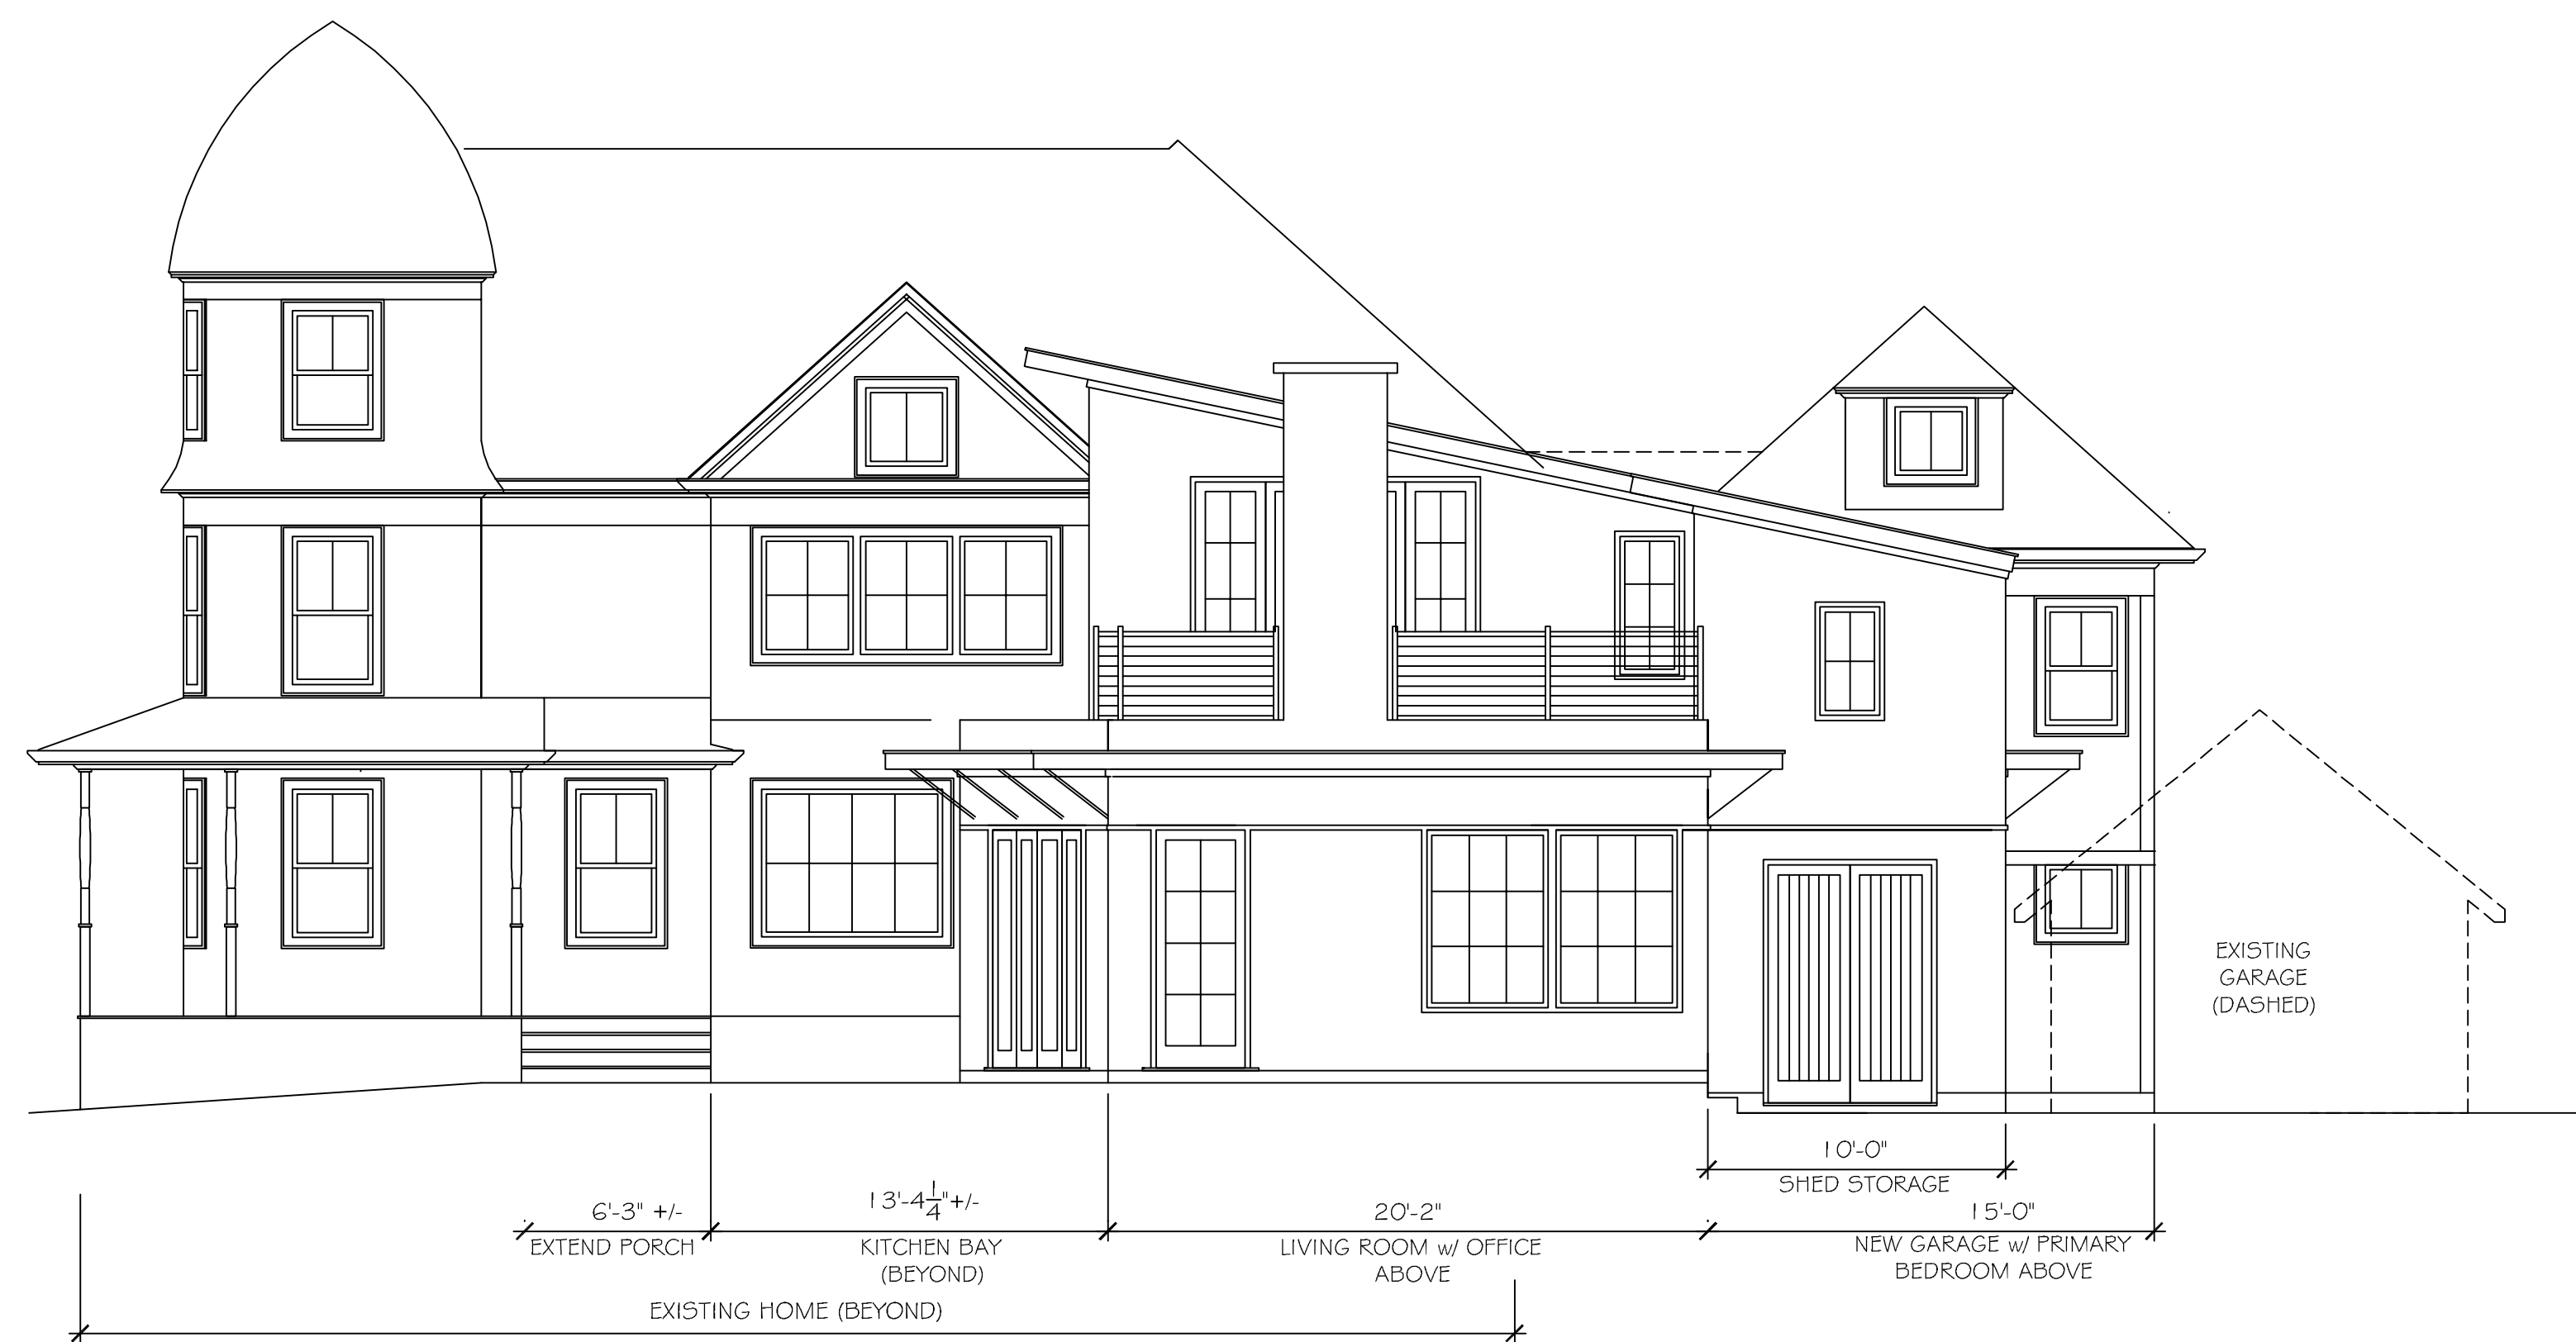 EXISTING
GARAGE
(DASHED)
10'-0"
SHED STORAGE
6'-3" +/-
EXTEND PORCH
13'-4 1/4"+/-
KITCHEN BAY
(BEYOND)
20'-2"
LIVING ROOM w/ OFFICE
ABOVE
15'-0"
NEW GARAGE w/ PRIMARY
BEDROOM ABOVE
EXISTING HOME (BEYOND)